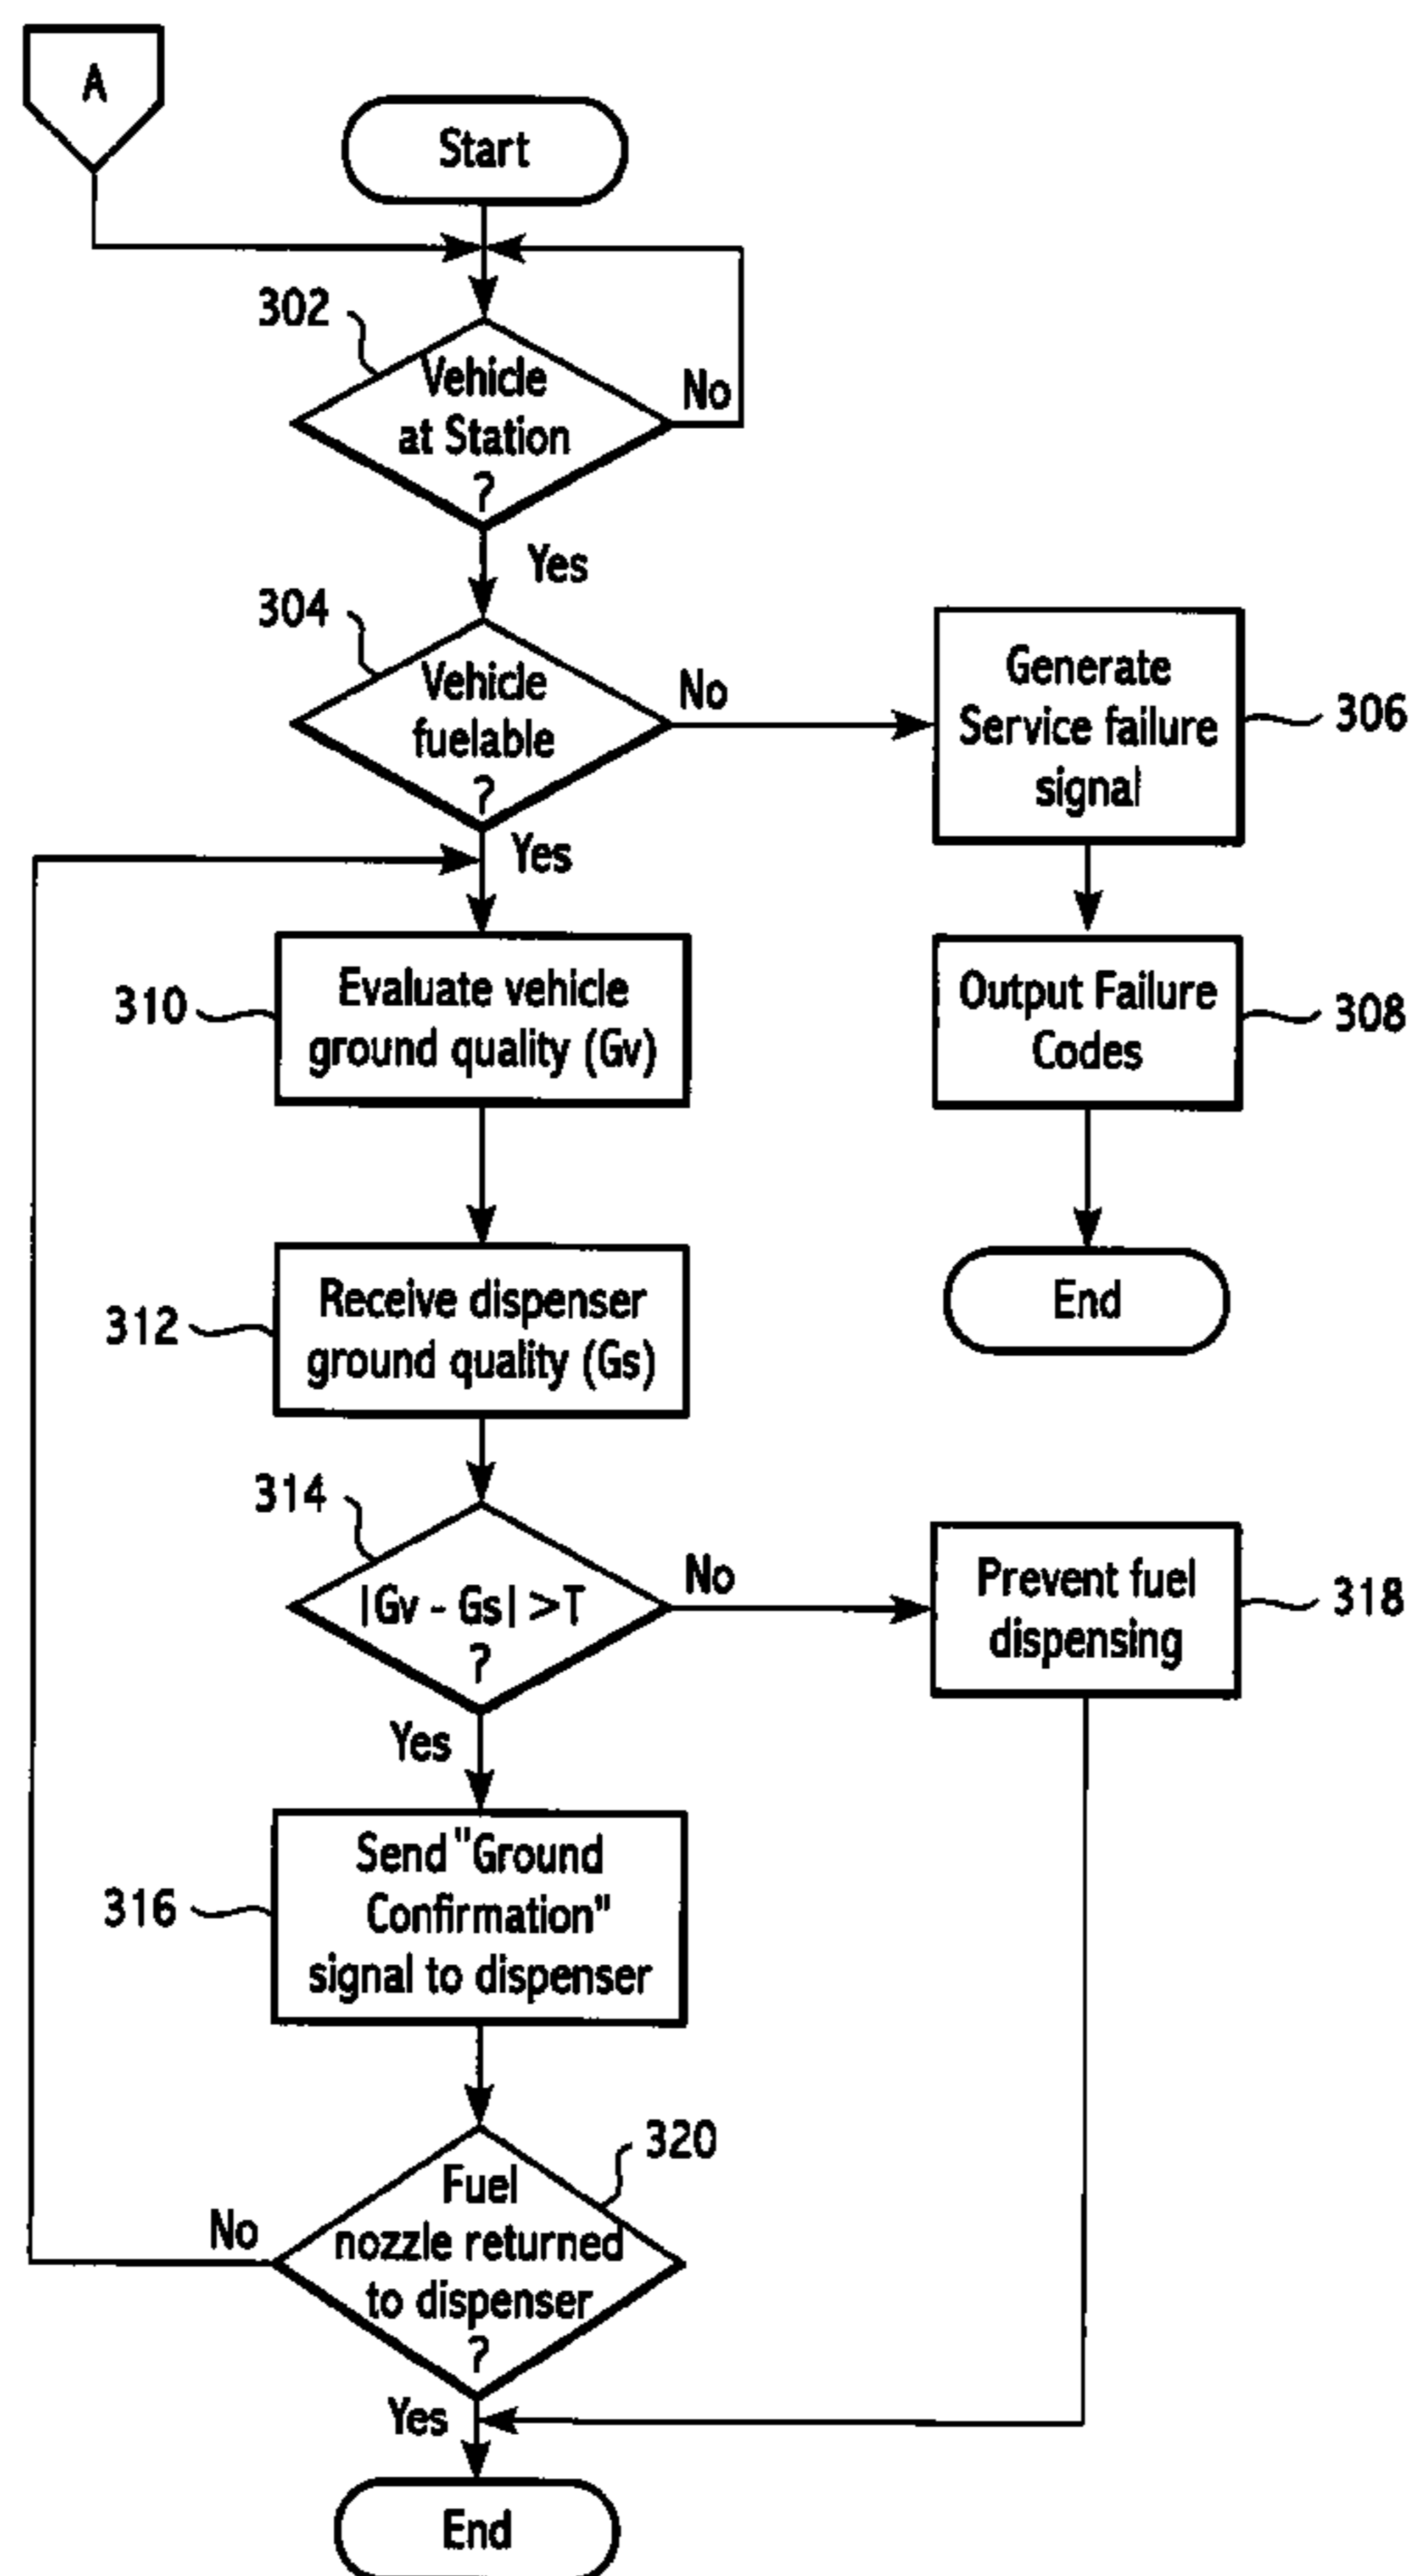 A
Start
302
Vehicle
at Station
?
No
Yes
304
Vehicle
fuelable
?
No
Yes
Generate
Service failure
signal
306
310
Evaluate vehicle
ground quality (Gv)
Output Failure
Codes
308
312
Receive dispenser
ground quality (Gs)
End
314
|Gv - Gs| >T
?
No
Yes
Prevent fuel
dispensing
318
316
Send "Ground
Confirmation"
signal to dispenser
320
Fuel
nozzle returned
to dispenser
?
No
Yes
End